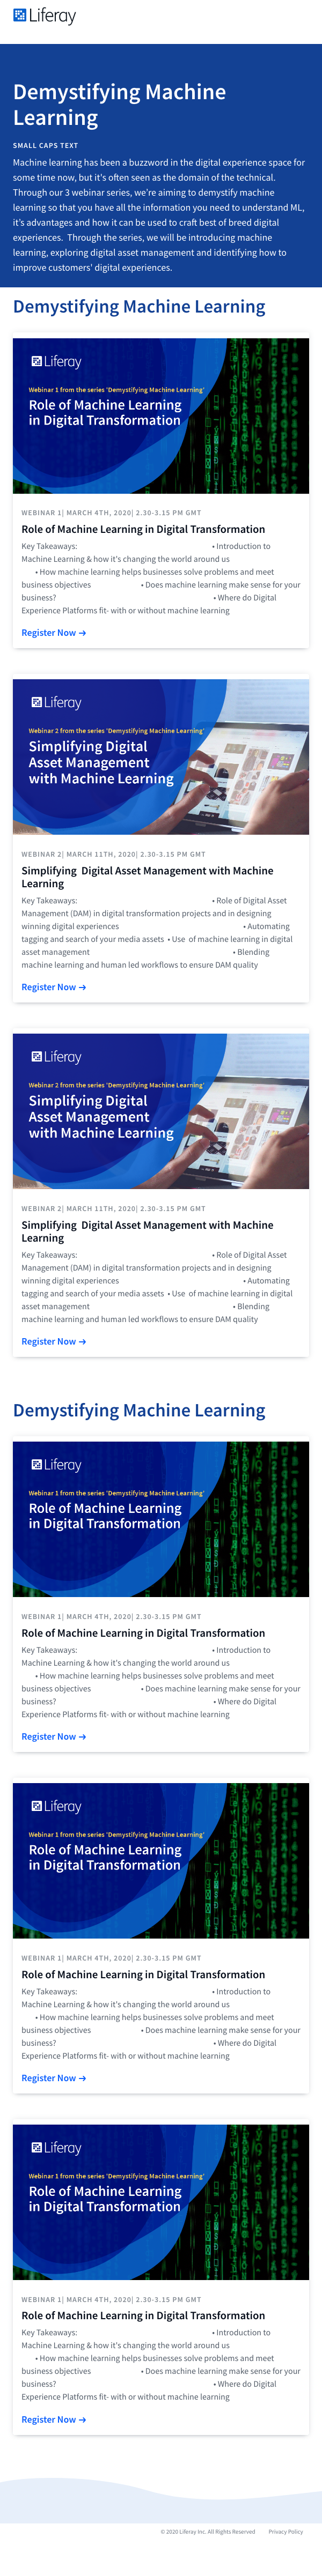 Liferay
Demystifying Machine
Learning
SMALL CAPS TEXT
Machine learning has been a buzzword in the digital experience space for
some time now, but it's often seen as the domain of the technical.
Through our 3 webinar series, we're aiming to demystify machine
learning so that you have all the information you need to understand ML,
it's advantages and how it can be used to craft best of breed digital
experiences.  Through the series, we will be introducing machine
learning, exploring digital asset management and identifying how to
improve customers' digital experiences.
Demystifying Machine Learning
Liferay
Webinar 1 from the series 'Demystifying Machine Learning'
Role of Machine Learning
in Digital Transformation
WEBINAR 1| MARCH 4TH, 2020| 2.30-3.15 PM GMT
Role of Machine Learning in Digital Transformation
Key Takeaways: • Introduction to
Machine Learning & how it's changing the world around us
• How machine learning helps businesses solve problems and meet
business objectives • Does machine learning make sense for your
business? • Where do Digital
Experience Platforms fit- with or without machine learning
Register Now →
Liferay
Webinar 2 from the series 'Demystifying Machine Learning'
Simplifying Digital
Asset Management
with Machine Learning
WEBINAR 2| MARCH 11TH, 2020| 2.30-3.15 PM GMT
Simplifying  Digital Asset Management with Machine
Learning
Key Takeaways: • Role of Digital Asset
Management (DAM) in digital transformation projects and in designing
winning digital experiences • Automating
tagging and search of your media assets  • Use  of machine learning in digital
asset management • Blending
machine learning and human led workflows to ensure DAM quality
Register Now →
Liferay
Webinar 2 from the series 'Demystifying Machine Learning'
Simplifying Digital
Asset Management
with Machine Learning
WEBINAR 2| MARCH 11TH, 2020| 2.30-3.15 PM GMT
Simplifying  Digital Asset Management with Machine
Learning
Key Takeaways: • Role of Digital Asset
Management (DAM) in digital transformation projects and in designing
winning digital experiences • Automating
tagging and search of your media assets  • Use  of machine learning in digital
asset management • Blending
machine learning and human led workflows to ensure DAM quality
Register Now →
Demystifying Machine Learning
Liferay
Webinar 1 from the series 'Demystifying Machine Learning'
Role of Machine Learning
in Digital Transformation
WEBINAR 1| MARCH 4TH, 2020| 2.30-3.15 PM GMT
Role of Machine Learning in Digital Transformation
Key Takeaways: • Introduction to
Machine Learning & how it's changing the world around us
• How machine learning helps businesses solve problems and meet
business objectives • Does machine learning make sense for your
business? • Where do Digital
Experience Platforms fit- with or without machine learning
Register Now →
Liferay
Webinar 1 from the series 'Demystifying Machine Learning'
Role of Machine Learning
in Digital Transformation
WEBINAR 1| MARCH 4TH, 2020| 2.30-3.15 PM GMT
Role of Machine Learning in Digital Transformation
Key Takeaways: • Introduction to
Machine Learning & how it's changing the world around us
• How machine learning helps businesses solve problems and meet
business objectives • Does machine learning make sense for your
business? • Where do Digital
Experience Platforms fit- with or without machine learning
Register Now →
Liferay
Webinar 1 from the series 'Demystifying Machine Learning'
Role of Machine Learning
in Digital Transformation
WEBINAR 1| MARCH 4TH, 2020| 2.30-3.15 PM GMT
Role of Machine Learning in Digital Transformation
Key Takeaways: • Introduction to
Machine Learning & how it's changing the world around us
• How machine learning helps businesses solve problems and meet
business objectives • Does machine learning make sense for your
business? • Where do Digital
Experience Platforms fit- with or without machine learning
Register Now →
© 2020 Liferay Inc. All Rights Reserved Privacy Policy